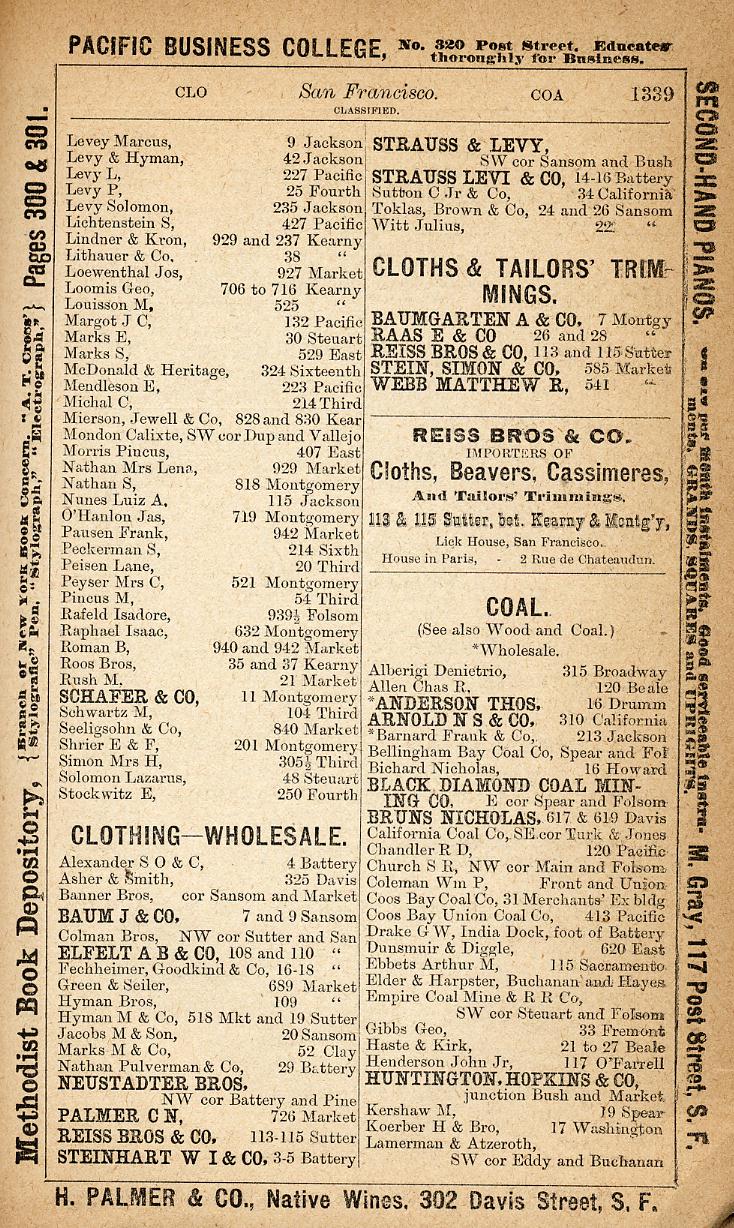 PACIFIC BUSINESS COLLEGE, No. 320 Post Street. Educates
thoroughly for Business.
CLO San Francisco. COA 1339
CLASSIFIED.
Levey Marcus, 9 Jackson
Levy & Hyman, 42 Jackson
Levy L, 227 Pacific
Levy P, 25 Fourth
Levy Solomon, 235 Jackson
Lichtenstein S, 427 Pacific
Lindner & Kron, 929 and 237 Kearny
Lithauer & Co, 38 "
Loewenthal Jos, 927 Market
Loomis Geo, 706 to 716 Kearny
Louisson M, 525 "
Margot J C, 132 Pacific
Marks E, 30 Steuart
Marks S, 529 East
McDonald & Heritage, 324 Sixteenth
Mendleson E, 223 Pacific
Michal C, 214 Third
Mierson, Jewell & Co, 828 and 830 Kear
Mondon Calixte, SW cor Dup and Vallejo
Morris Pincus, 407 East
Nathan Mrs Lena, 929 Market
Nathan S, 818 Montgomery
Nunes Luiz A, 115 Jackson
O'Hanlon Jas, 719 Montgomery
Pausen Frank, 942 Market
Peckerman S, 214 Sixth
Peisen Lane, 20 Third
Peyser Mrs C, 521 Montgomery
Pincus M, 54 Third
Rafeld Isadore, 939½ Folsom
Raphael Isaac, 632 Montgomery
Roman B, 940 and 942 Market
Roos Bros, 35 and 37 Kearny
Rush M. 21 Market
SCHAFER & CO, 11 Montgomery
Schwartz M, 104 Third
Seeligsohn & Co, 840 Market
Shrier E & F, 201 Montgomery
Simon Mrs H, 305½ Third
Solomon Lazarus, 48 Steuart
Stockwitz E, 250 Fourth
CLOTHING—WHOLESALE.
Alexander S O & C, 4 Battery
Asher & Smith, 325 Davis
Banner Bros, cor Sansom and Market
BAUM J & CO, 7 and 9 Sansom
Colman Bros, NW cor Sutter and San
ELFELT A B & CO, 108 and 110 "
Fechheimer, Goodkind & Co, 16-18 "
Green & Seiler, 689 Market
Hyman Bros, 109 "
Hyman M & Co, 518 Mkt and 19 Sutter
Jacobs M & Son, 20 Sansom
Marks M & Co, 52 Clay
Nathan Pulverman & Co, 29 Battery
NEUSTADTER BROS,
NW cor Battery and Pine
PALMER C N, 726 Market
REISS BROS & CO, 113-115 Sutter
STEINHART W I & CO, 3-5 Battery
STRAUSS & LEVY,
SW cor Sansom and Bush
STRAUSS LEVI & CO, 14-16 Battery
Sutton C Jr & Co, 34 California
Toklas, Brown & Co, 24 and 26 Sansom
Witt Julius, 22 "
CLOTHS & TAILORS' TRIM-
MINGS.
BAUMGARTEN A & CO, 7 Montgy
RAAS E & CO 26 and 28 "
REISS BROS & CO, 113 and 115 Sutter
STEIN, SIMON & CO, 585 Market
WEBB MATTHEW R, 541 "
REISS BROS & CO.
IMPORTERS OF
Cloths, Beavers, Cassimeres,
And Tailors' Trimmings,
113 & 115 Sutter, bet. Kearny & Montg'y,
Lick House, San Francisco.
House in Paris, - 2 Rue de Chateaudun.
COAL.
(See also Wood and Coal.)
*Wholesale.
Alberigi Denietrio, 315 Broadway
Allen Chas R, 120 Beale
*ANDERSON THOS, 16 Drumm
ARNOLD N S & CO, 310 California
*Barnard Frank & Co, 213 Jackson
Bellingham Bay Coal Co, Spear and Fol
Bichard Nicholas, 16 Howard
BLACK DIAMOND COAL MIN-
ING CO, E cor Spear and Folsom
BRUNS NICHOLAS, 617 & 619 Davis
California Coal Co, SE cor Turk & Jones
Chandler R D, 120 Pacific
Church S R, NW cor Main and Folsom
Coleman Wm P, Front and Union
Coos Bay Coal Co, 31 Merchants' Ex bldg
Coos Bay Union Coal Co, 413 Pacific
Drake G W, India Dock, foot of Battery
Dunsmuir & Diggle, 620 East
Ebbets Arthur M, 115 Sacramento
Elder & Harpster, Buchanan and Hayes
Empire Coal Mine & R R Co,
SW cor Steuart and Folsom
Gibbs Geo, 33 Fremont
Haste & Kirk, 21 to 27 Beale
Henderson John Jr, 117 O'Farrell
HUNTINGTON, HOPKINS & CO,
junction Bush and Market
Kershaw M, 19 Spear
Koerber H & Bro, 17 Washington
Lamerman & Atzeroth,
SW cor Eddy and Buchanan
Methodist Book Depository, { Branch of New York Book Concern. "A. T. Cross' } Pages 300 & 301.
Stylografic" Pen, "Stylograph," "Electrograph,"
SECOND-HAND PIANOS, per Month Instalments. Good serviceable Instru- M. Gray, 117 Post Street, S. F.
ments, GRANDS, SQUARES and UPRIGHTS.
H. PALMER & CO., Native Wines, 302 Davis Street, S. F.